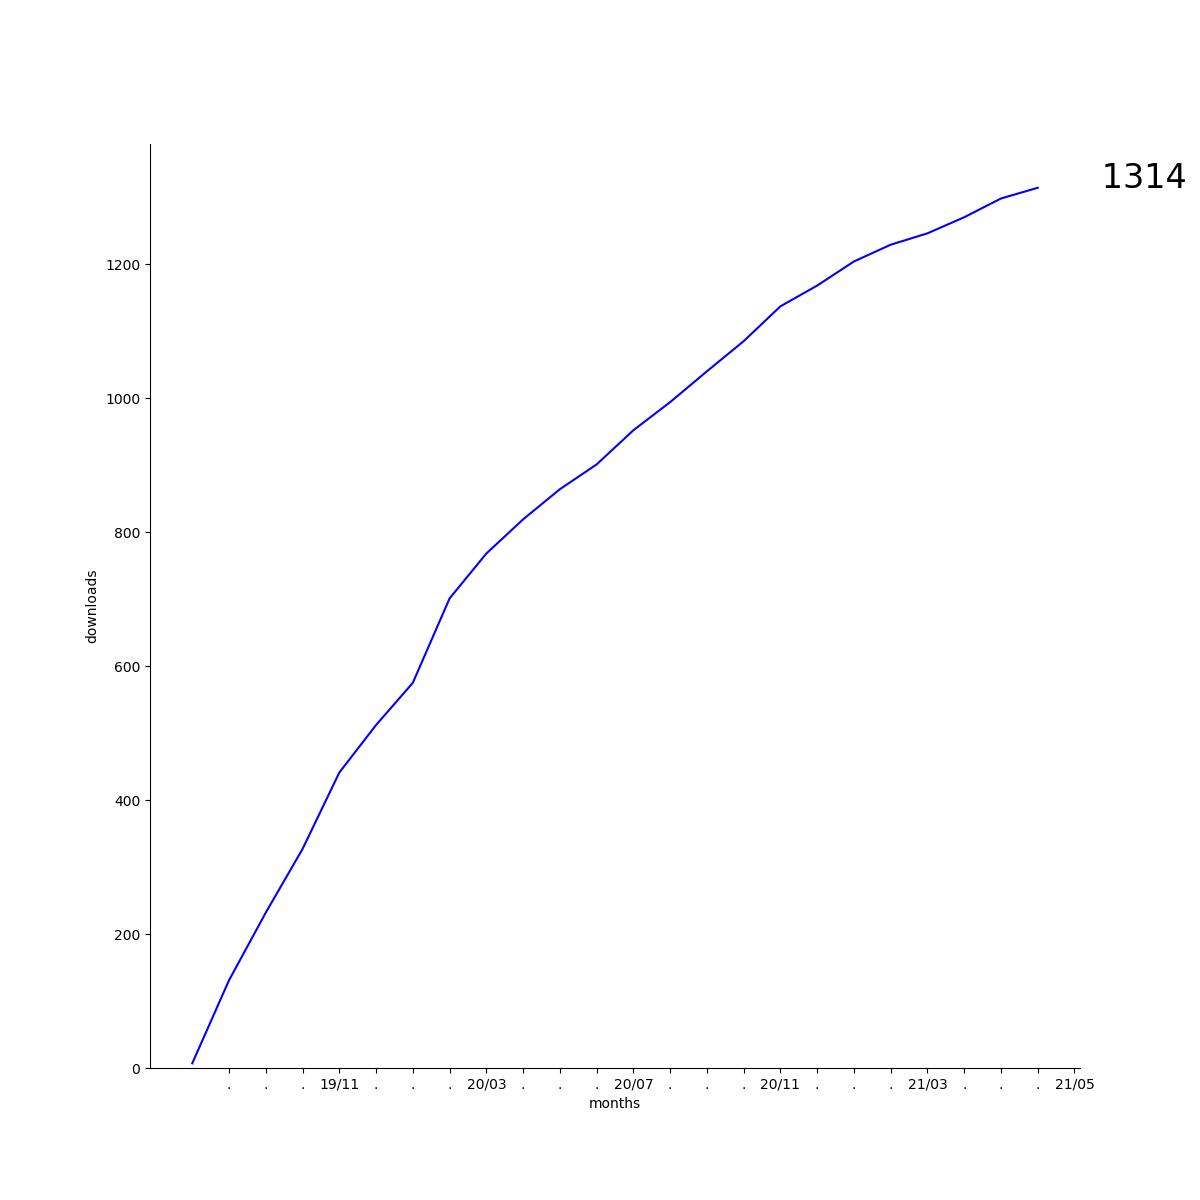 1314
1200
1000
800
600
400
200
0
downloads
. . . 19/11 . . . 20/03 . . . 20/07 . . . 20/11 . . . 21/03 . . . 21/05
months